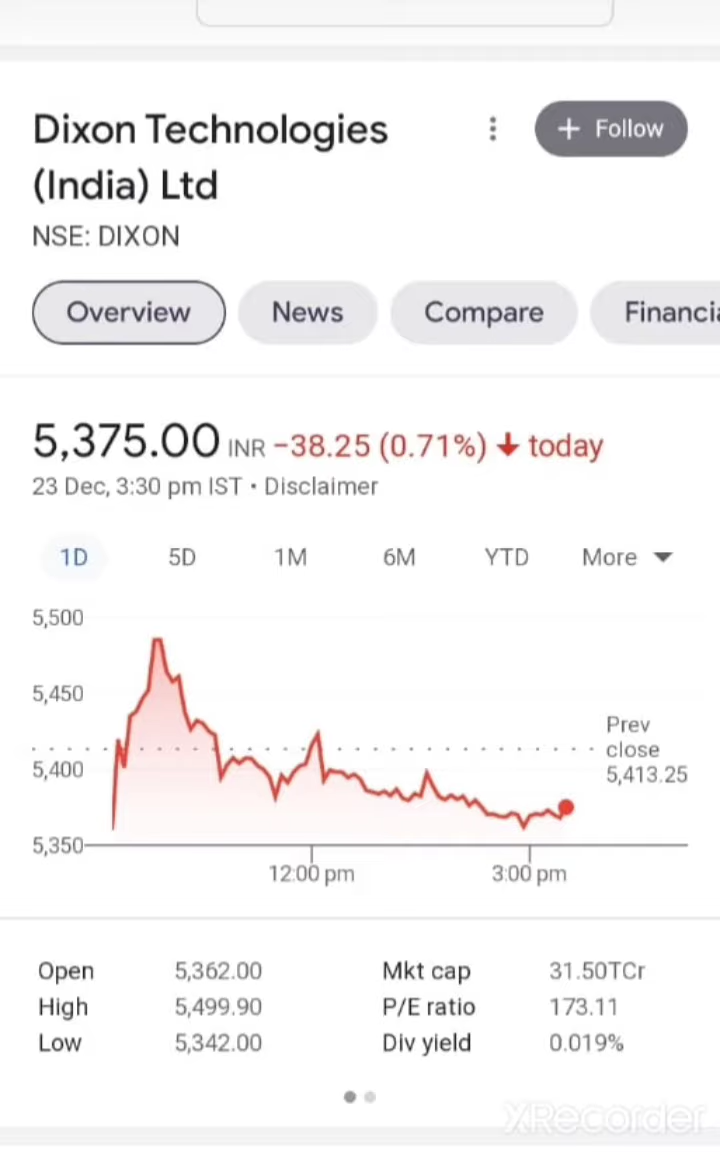 Dixon Technologies
(India) Ltd
+ Follow
NSE: DIXON
Overview News Compare Financia
5,375.00 INR −38.25 (0.71%) ↓ today
23 Dec, 3:30 pm IST • Disclaimer
1D 5D 1M 6M YTD More
5,500
5,450
5,400
5,350
Prev
close
5,413.25
12:00 pm 3:00 pm
Open 5,362.00 Mkt cap 31.50TCr
High 5,499.90 P/E ratio 173.11
Low 5,342.00 Div yield 0.019%
XRecorder